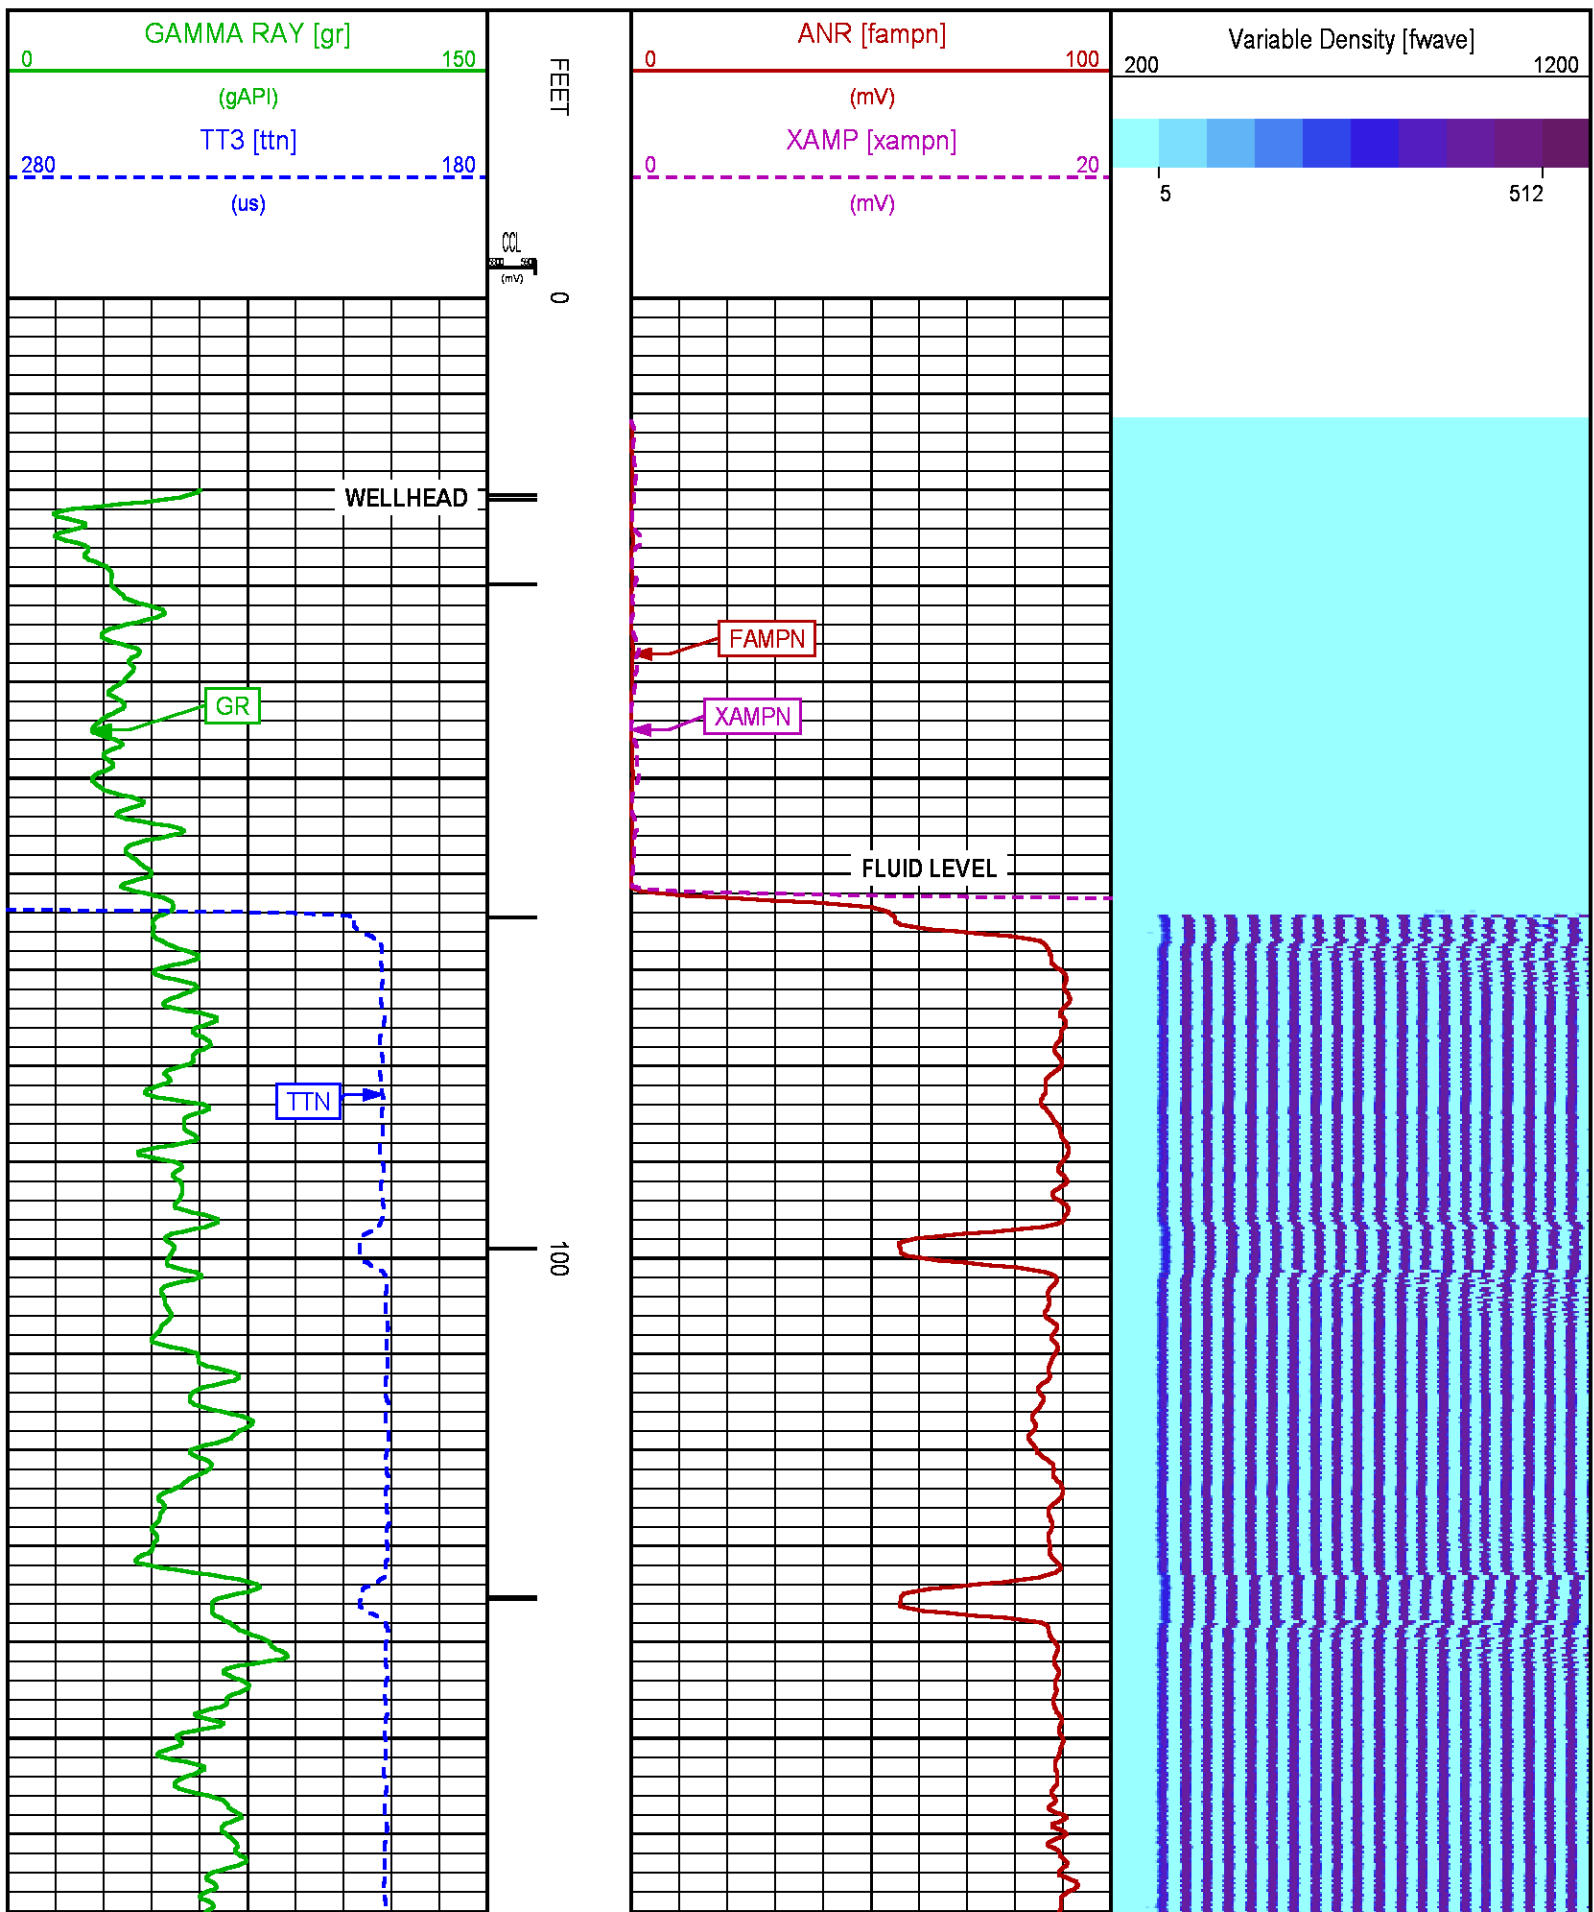 GAMMA RAY [gr]
0 150
(gAPI)
TT3 [ttn]
280 180
(us)
FEET
CCL
(mV)
ANR [fampn]
0 100
(mV)
XAMP [xampn]
0 20
(mV)
Variable Density [fwave]
200 1200
5 512
0
WELLHEAD
FAMPN
GR
XAMPN
FLUID LEVEL
TTN
100